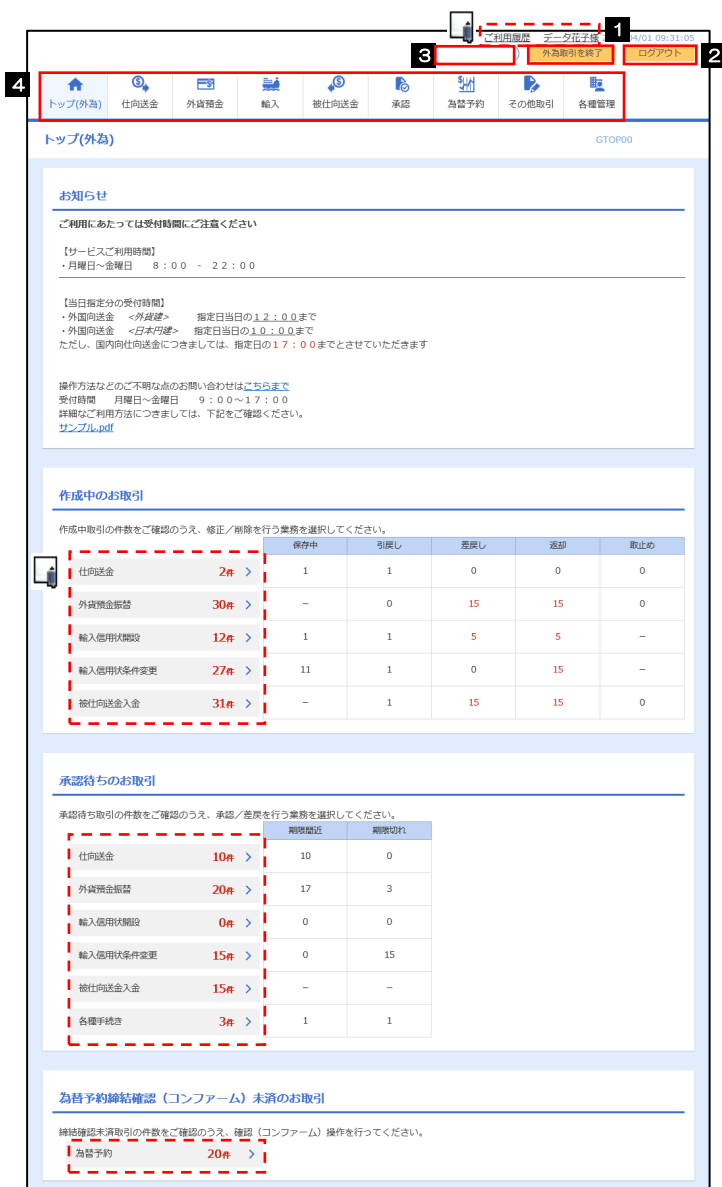 1
ご利用履歴 データ花子様 04/01 09:31:05
3 外為取引を終了 ログアウト 2
4
トップ(外為) 仕向送金 外貨預金 輸入 被仕向送金 承認 為替予約 その他取引 各種管理
トップ(外為) GTOP00
お知らせ
ご利用にあたっては受付時間にご注意ください
【サービスご利用時間】
・月曜日～金曜日 8：00 - 22：00
【当日指定分の受付時間】
・外国向送金 <外貨建> 指定日当日の12：00まで
・外国向送金 <日本円建> 指定日当日の10：00まで
ただし、国内向仕向送金につきましては、指定日の17：00までとさせていただきます
操作方法などのご不明な点のお問い合わせはこちらまで
受付時間 月曜日～金曜日 9：00～17：00
詳細なご利用方法につきましては、下記をご確認ください。
サンプル.pdf
作成中のお取引
作成中取引の件数をご確認のうえ、修正／削除を行う業務を選択してください。
保存中 引戻し 差戻し 返却 取止め
仕向送金 2件 1 1 0 0 0
外貨預金振替 30件 － 0 15 15 0
輸入信用状開設 12件 1 1 5 5 －
輸入信用状条件変更 27件 11 1 0 15 －
被仕向送金入金 31件 － 1 15 15 0
承認待ちのお取引
承認待ち取引の件数をご確認のうえ、承認／差戻を行う業務を選択してください。
期限間近 期限切れ
仕向送金 10件 10 0
外貨預金振替 20件 17 3
輸入信用状開設 0件 0 0
輸入信用状条件変更 15件 0 15
被仕向送金入金 15件 － －
各種手続き 3件 1 1
為替予約締結確認（コンファーム）未済のお取引
締結確認未済取引の件数をご確認のうえ、確認（コンファーム）操作を行ってください。
為替予約 20件